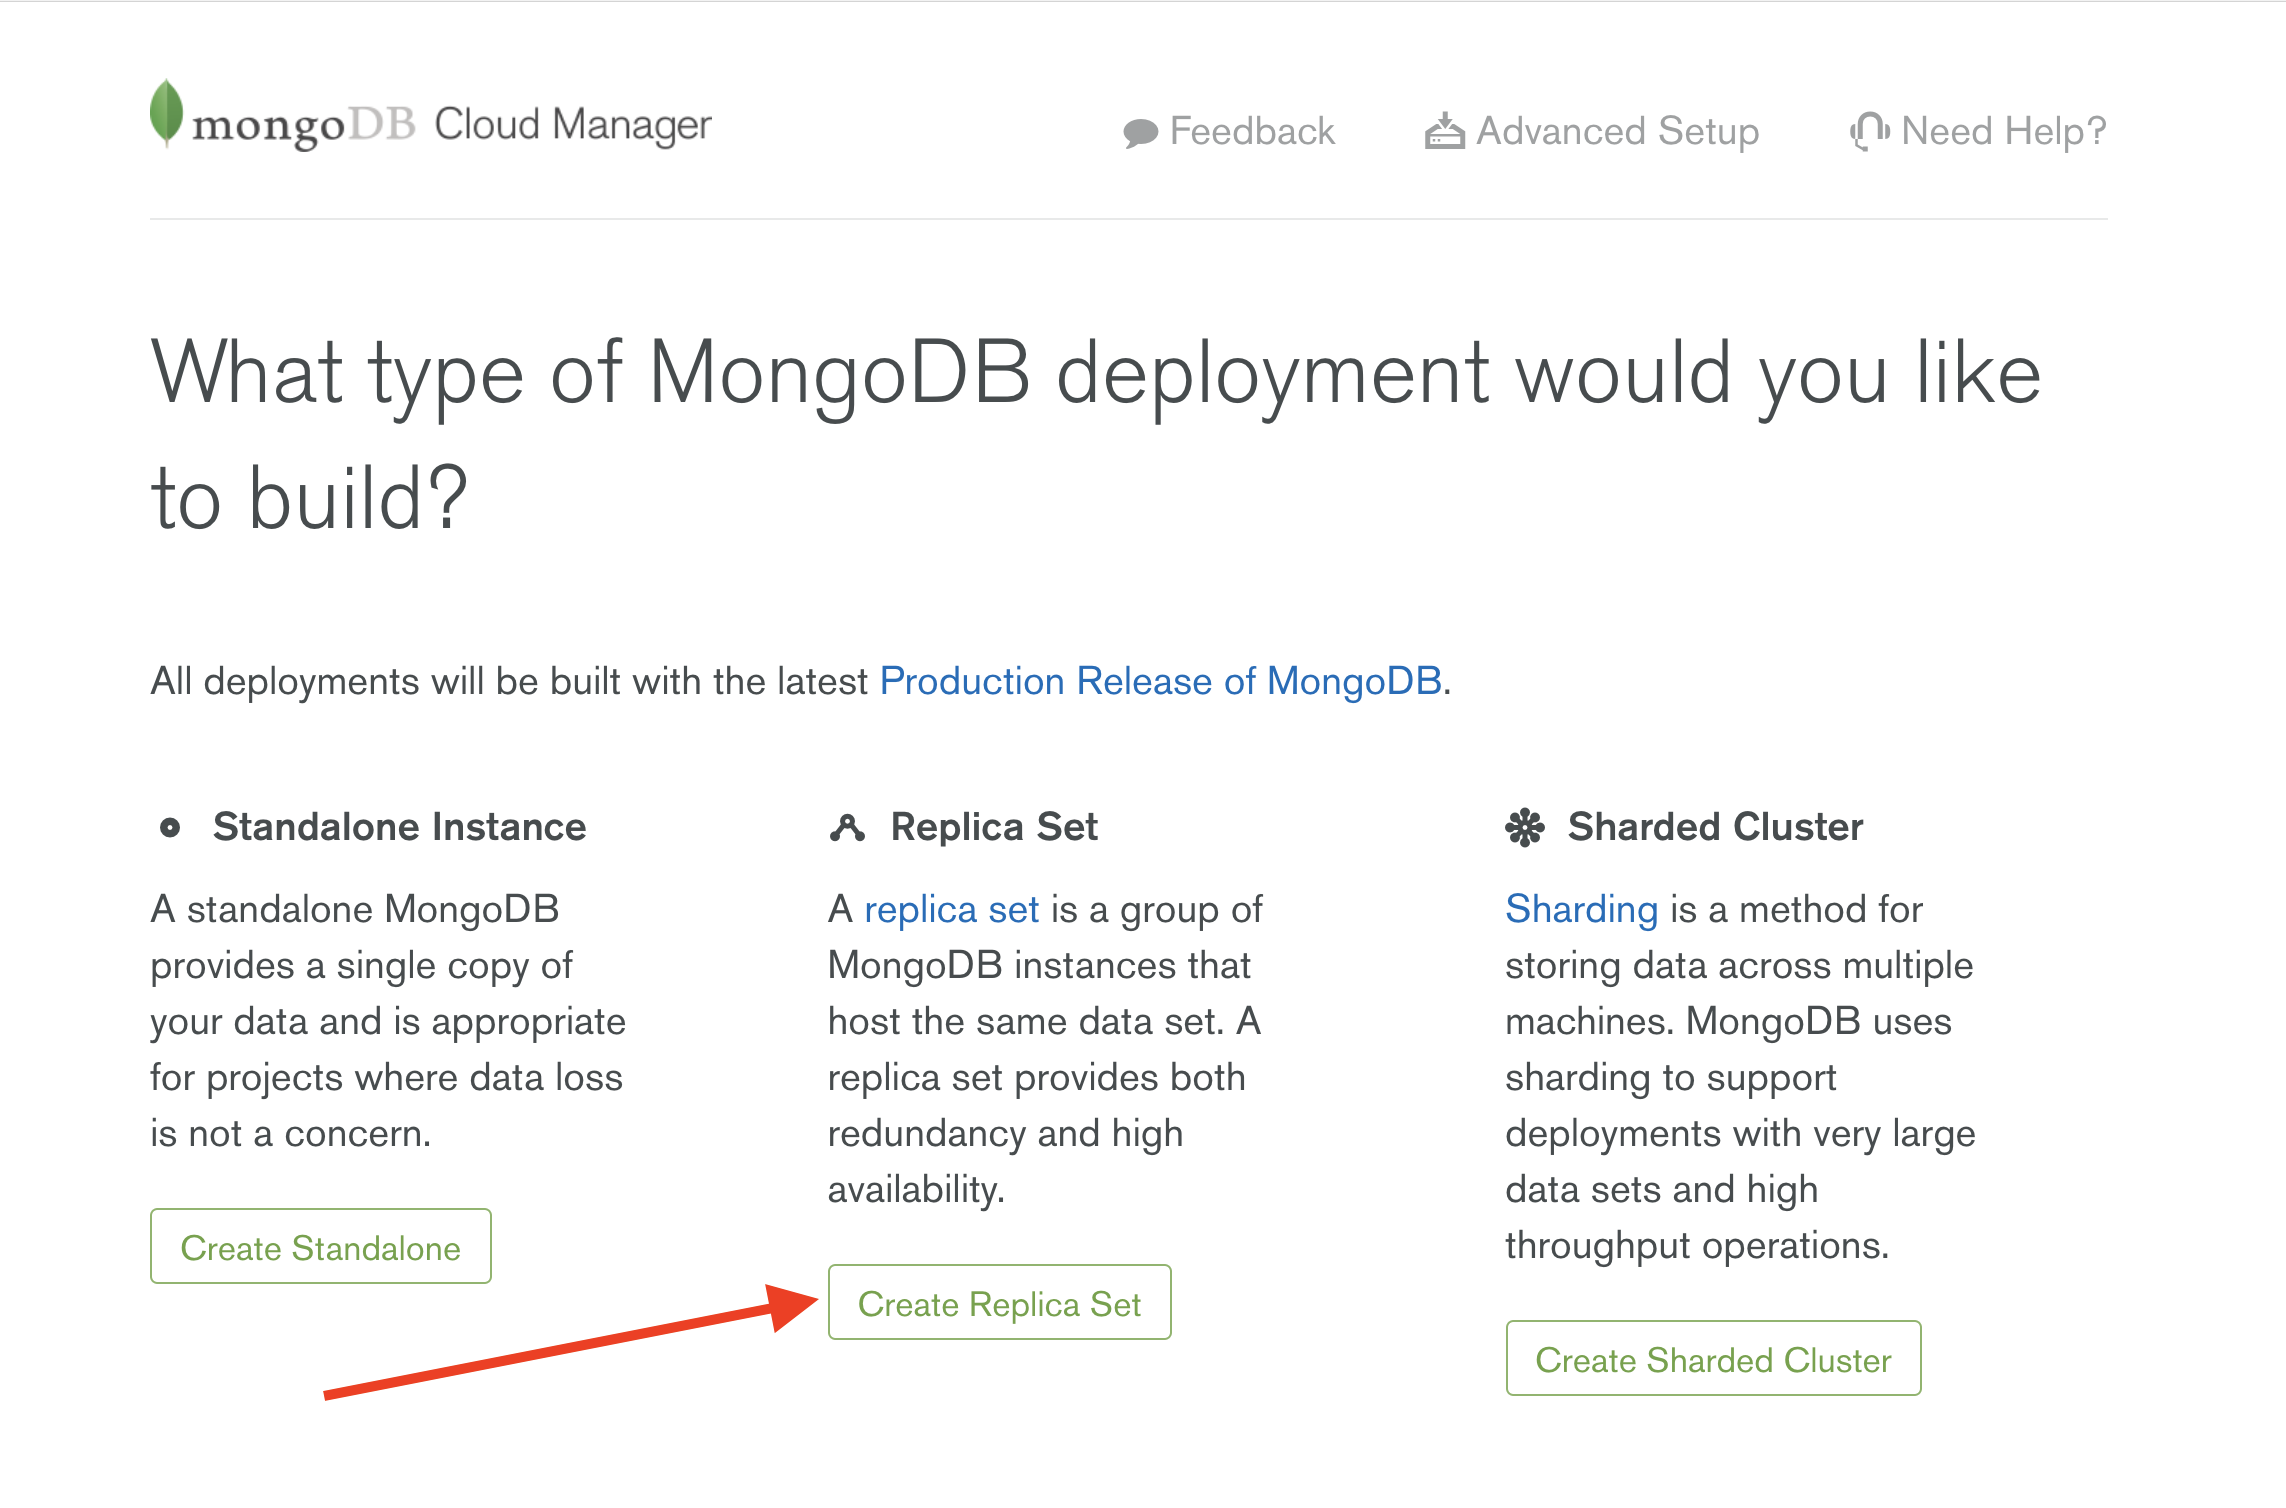 mongoDB Cloud Manager
Feedback
Advanced Setup
Need Help?
What type of MongoDB deployment would you like
to build?
All deployments will be built with the latest Production Release of MongoDB.
Standalone Instance
A standalone MongoDB
provides a single copy of
your data and is appropriate
for projects where data loss
is not a concern.
Create Standalone
Replica Set
A replica set is a group of
MongoDB instances that
host the same data set. A
replica set provides both
redundancy and high
availability.
Create Replica Set
Sharded Cluster
Sharding is a method for
storing data across multiple
machines. MongoDB uses
sharding to support
deployments with very large
data sets and high
throughput operations.
Create Sharded Cluster